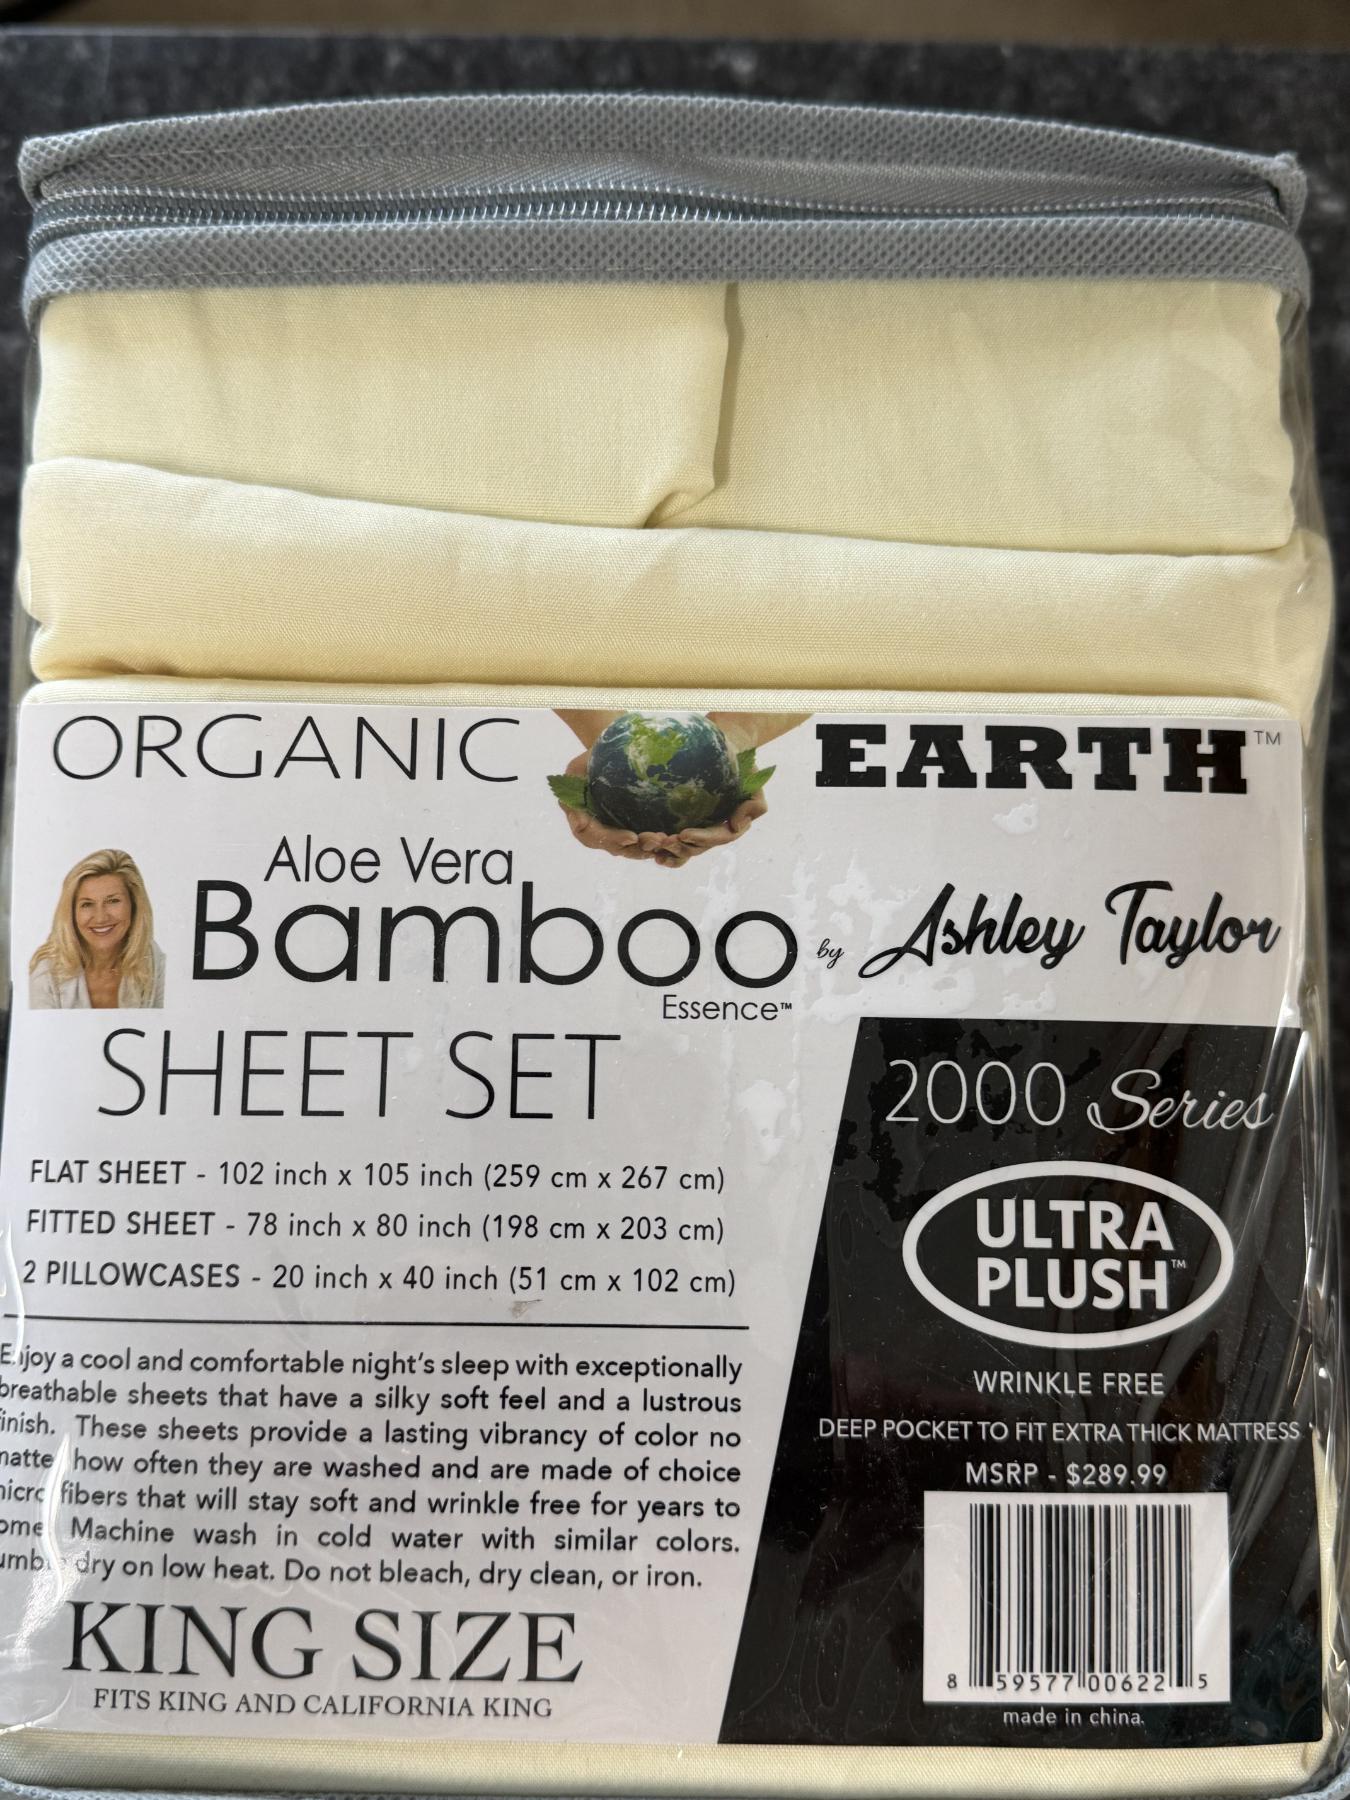 ORGANIC EARTH™
Aloe Vera
Bamboo by Ashley Taylor
Essence™
SHEET SET
FLAT SHEET - 102 inch x 105 inch (259 cm x 267 cm)
FITTED SHEET - 78 inch x 80 inch (198 cm x 203 cm)
2 PILLOWCASES - 20 inch x 40 inch (51 cm x 102 cm)
Enjoy a cool and comfortable night's sleep with exceptionally
breathable sheets that have a silky soft feel and a lustrous
finish. These sheets provide a lasting vibrancy of color no
matter how often they are washed and are made of choice
micro fibers that will stay soft and wrinkle free for years to
come. Machine wash in cold water with similar colors.
Tumble dry on low heat. Do not bleach, dry clean, or iron.
KING SIZE
FITS KING AND CALIFORNIA KING
2000 Series
ULTRA
PLUSH™
WRINKLE FREE
DEEP POCKET TO FIT EXTRA THICK MATTRESS
MSRP - $289.99
8 59577 00622 5
made in china.